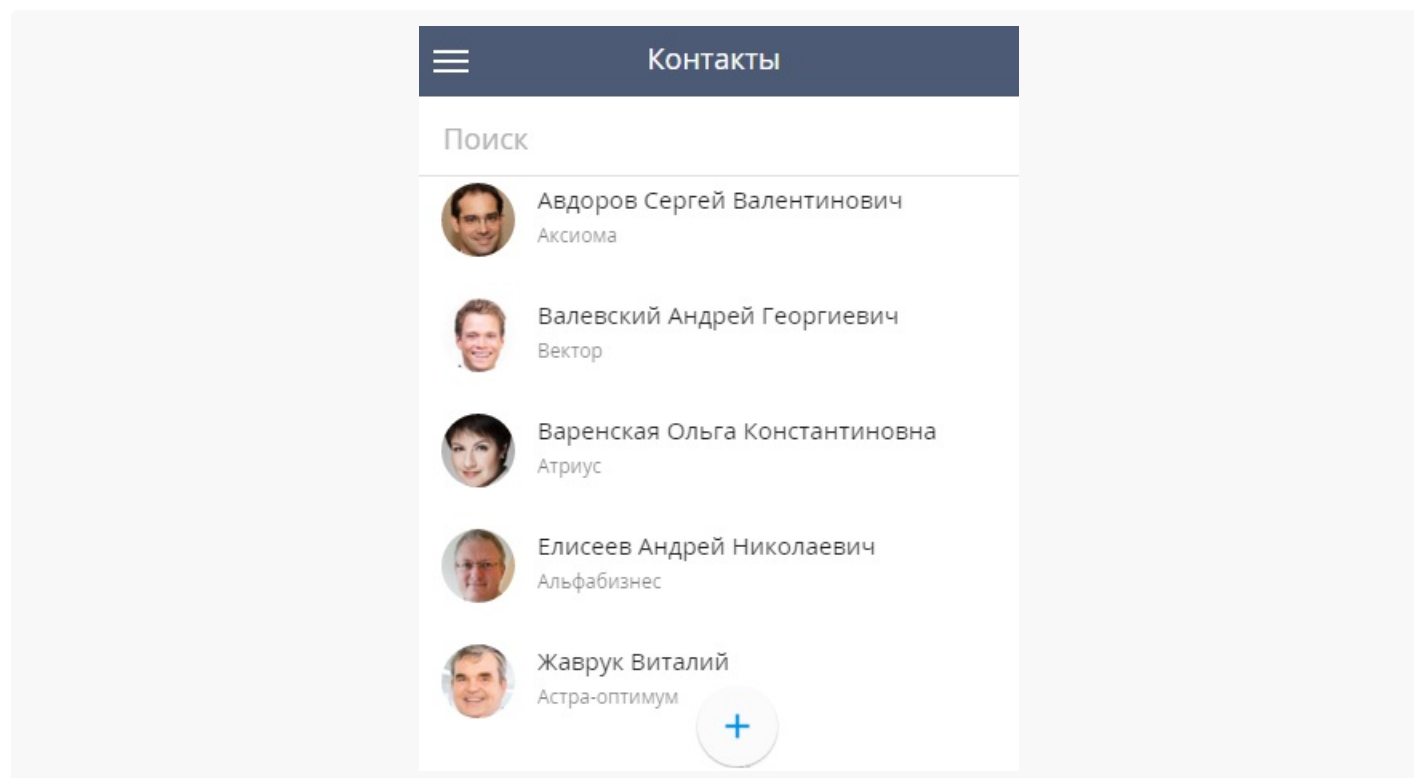 Контакты
Поиск
Авдоров Сергей Валентинович
Аксиома
Валевский Андрей Георгиевич
Вектор
Варенская Ольга Константиновна
Атриус
Елисеев Андрей Николаевич
Альфабизнес
Жаврук Виталий
Астра-оптимум
+